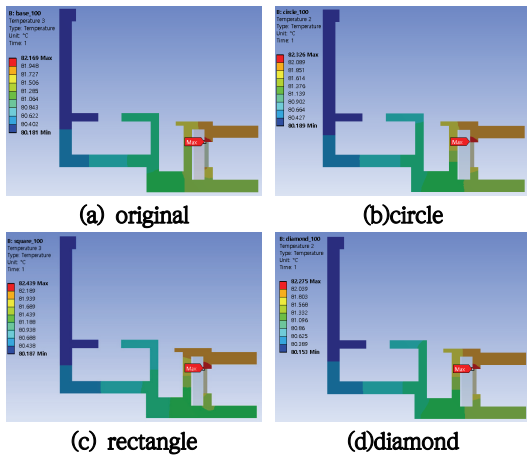 B: base_100
Temperature 3
Type: Temperature
Unit: °C
Time: 1
82.169 Max
81.948
81.727
81.506
81.285
81.064
80.843
80.622
80.402
80.181 Min
Max
(a) original
B: circle_100
Temperature 2
Type: Temperature
Unit: °C
Time: 1
82.326 Max
82.089
81.851
81.614
81.376
81.139
80.902
80.664
80.427
80.189 Min
Max
(b)circle
B: square_100
Temperature 3
Type: Temperature
Unit: °C
Time: 1
82.439 Max
82.189
81.939
81.689
81.439
81.188
80.938
80.688
80.438
80.187 Min
Max
(c) rectangle
B: diamond_100
Temperature 2
Type: Temperature
Unit: °C
Time: 1
82.275 Max
82.039
81.803
81.568
81.332
81.096
80.86
80.625
80.389
80.153 Min
Max
(d)diamond